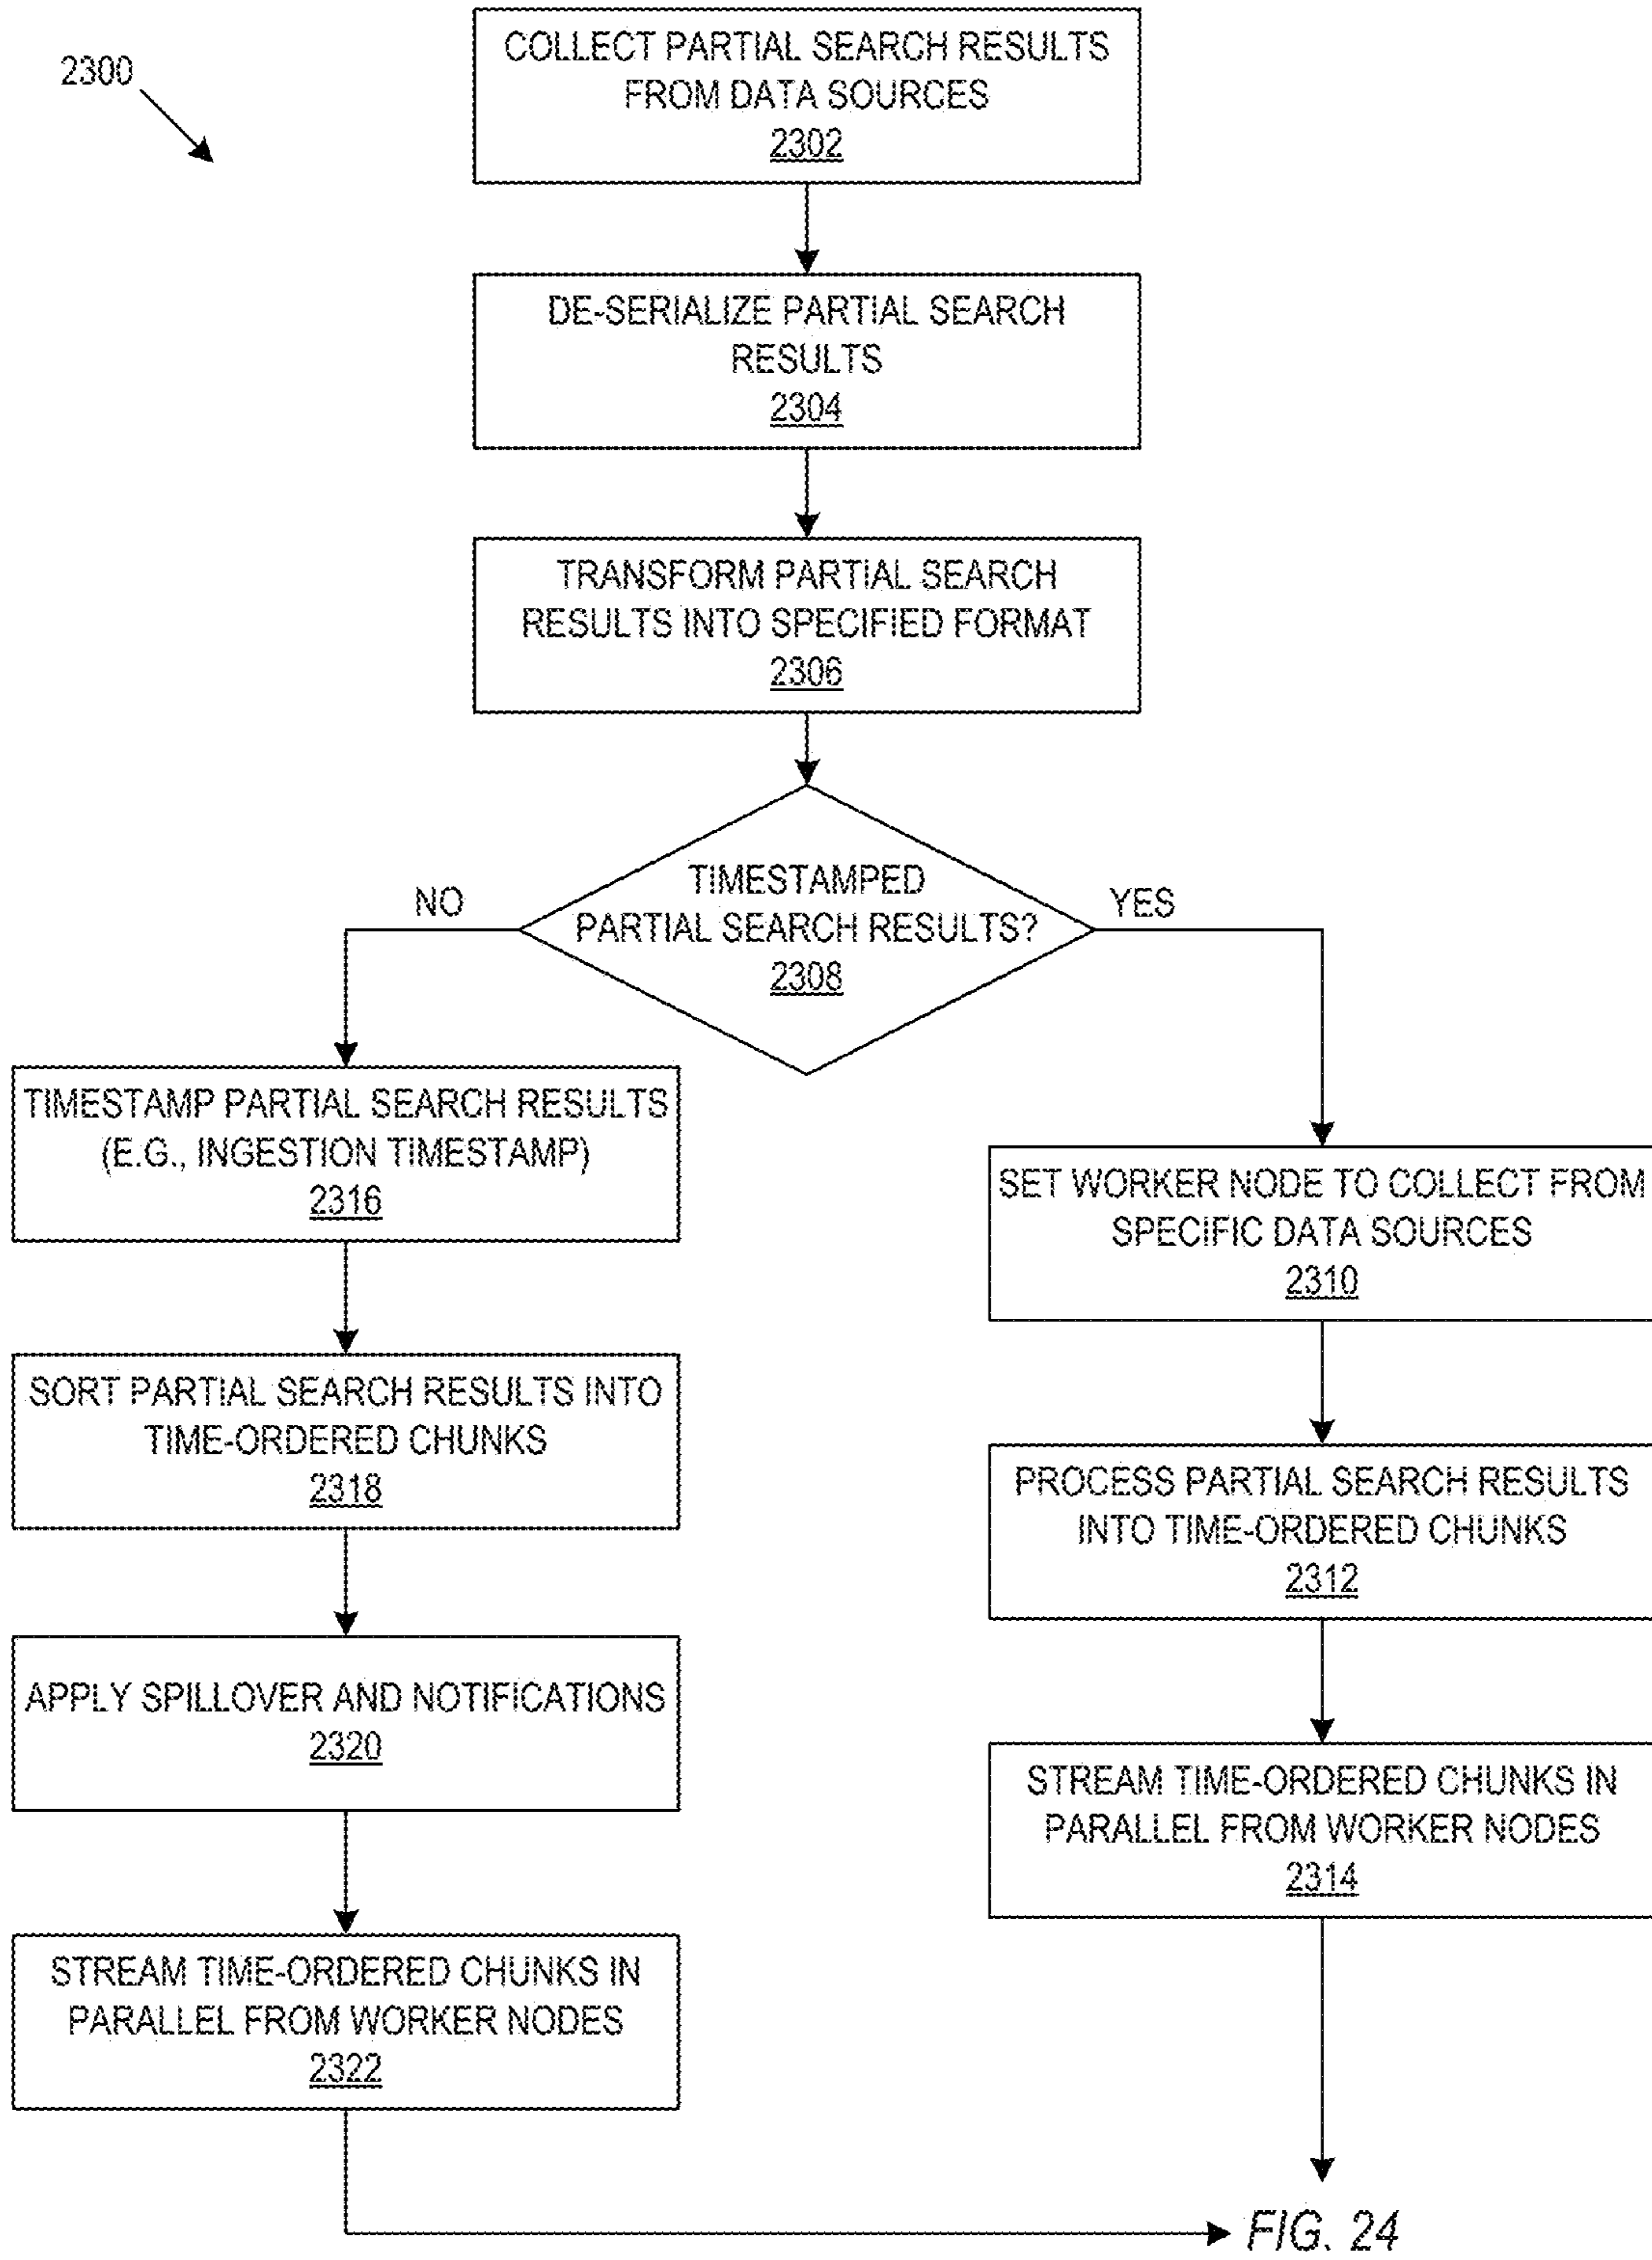 2300
COLLECT PARTIAL SEARCH RESULTS
FROM DATA SOURCES
2302
DE-SERIALIZE PARTIAL SEARCH
RESULTS
2304
TRANSFORM PARTIAL SEARCH
RESULTS INTO SPECIFIED FORMAT
2306
TIMESTAMPED
PARTIAL SEARCH RESULTS?
2308
NO
YES
TIMESTAMP PARTIAL SEARCH RESULTS
(E.G., INGESTION TIMESTAMP)
2316
SORT PARTIAL SEARCH RESULTS INTO
TIME-ORDERED CHUNKS
2318
APPLY SPILLOVER AND NOTIFICATIONS
2320
STREAM TIME-ORDERED CHUNKS IN
PARALLEL FROM WORKER NODES
2322
SET WORKER NODE TO COLLECT FROM
SPECIFIC DATA SOURCES
2310
PROCESS PARTIAL SEARCH RESULTS
INTO TIME-ORDERED CHUNKS
2312
STREAM TIME-ORDERED CHUNKS IN
PARALLEL FROM WORKER NODES
2314
FIG. 24